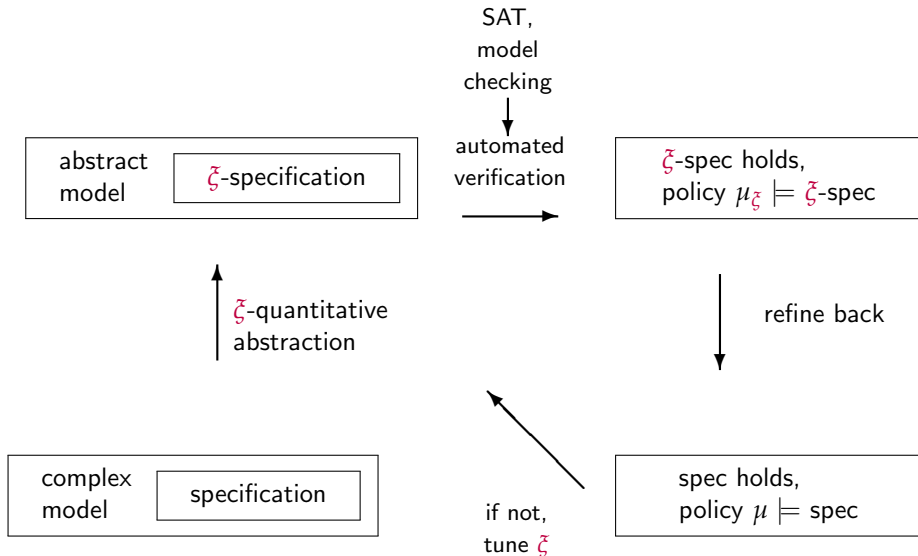 SAT,
model
checking
automated
verification
abstract
model
ξ-specification
ξ-spec holds,
policy μ_ξ ⊨ ξ-spec
ξ-quantitative
abstraction
refine back
complex
model
specification
if not,
tune ξ
spec holds,
policy μ ⊨ spec